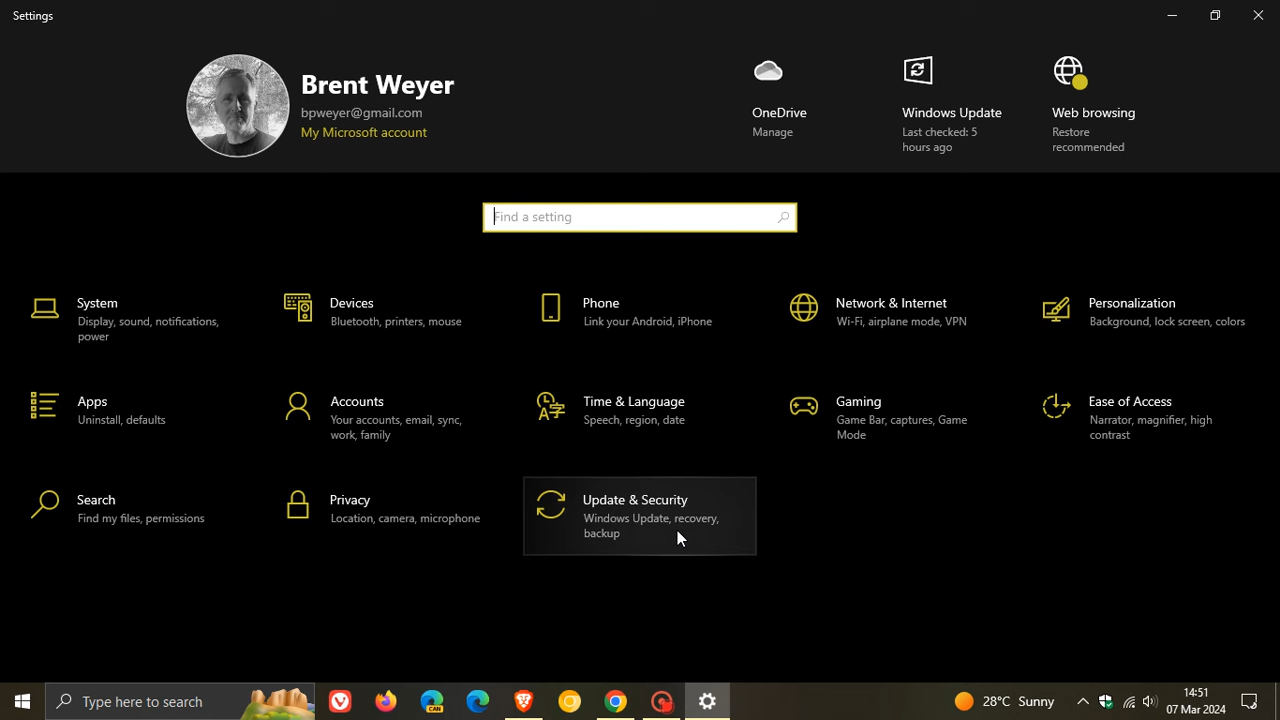 Settings
Brent Weyer
bpweyer@gmail.com
My Microsoft account
OneDrive
Manage
Windows Update
Last checked: 5
hours ago
Web browsing
Restore
recommended
Find a setting
System
Display, sound, notifications,
power
Devices
Bluetooth, printers, mouse
Phone
Link your Android, iPhone
Network & Internet
Wi-Fi, airplane mode, VPN
Personalization
Background, lock screen, colors
Apps
Uninstall, defaults
Accounts
Your accounts, email, sync,
work, family
Time & Language
Speech, region, date
Gaming
Game Bar, captures, Game
Mode
Ease of Access
Narrator, magnifier, high
contrast
Search
Find my files, permissions
Privacy
Location, camera, microphone
Update & Security
Windows Update, recovery,
backup
Type here to search
CAN
28°C Sunny
14:51
07 Mar 2024